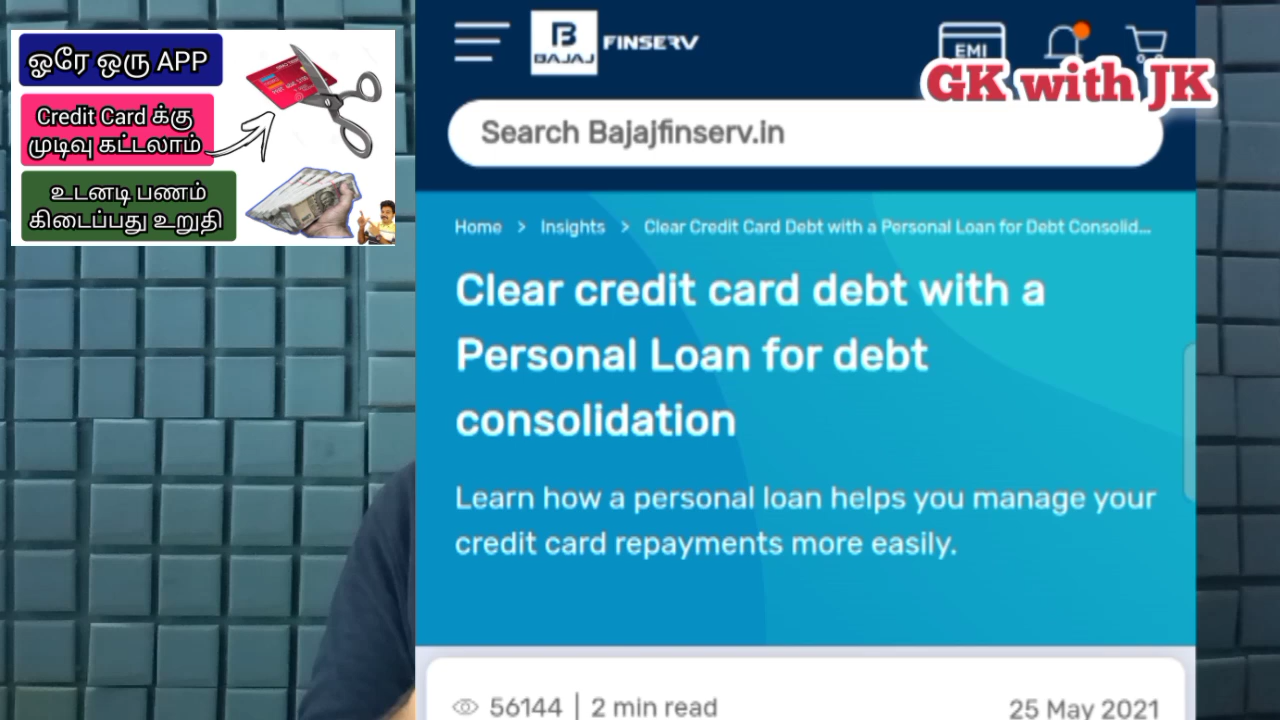 ஓரே ஒரு APP
Credit Card க்கு
முடிவு கட்டலாம்
உடனடி பணம்
கிடைப்பது உறுதி
B
BAJAJ
FINSERV
EMI
GK with JK
Search Bajajfinserv.in
Home > Insights > Clear Credit Card Debt with a Personal Loan for Debt Consolid...
Clear credit card debt with a
Personal Loan for debt
consolidation
Learn how a personal loan helps you manage your
credit card repayments more easily.
56144 | 2 min read
25 May 2021